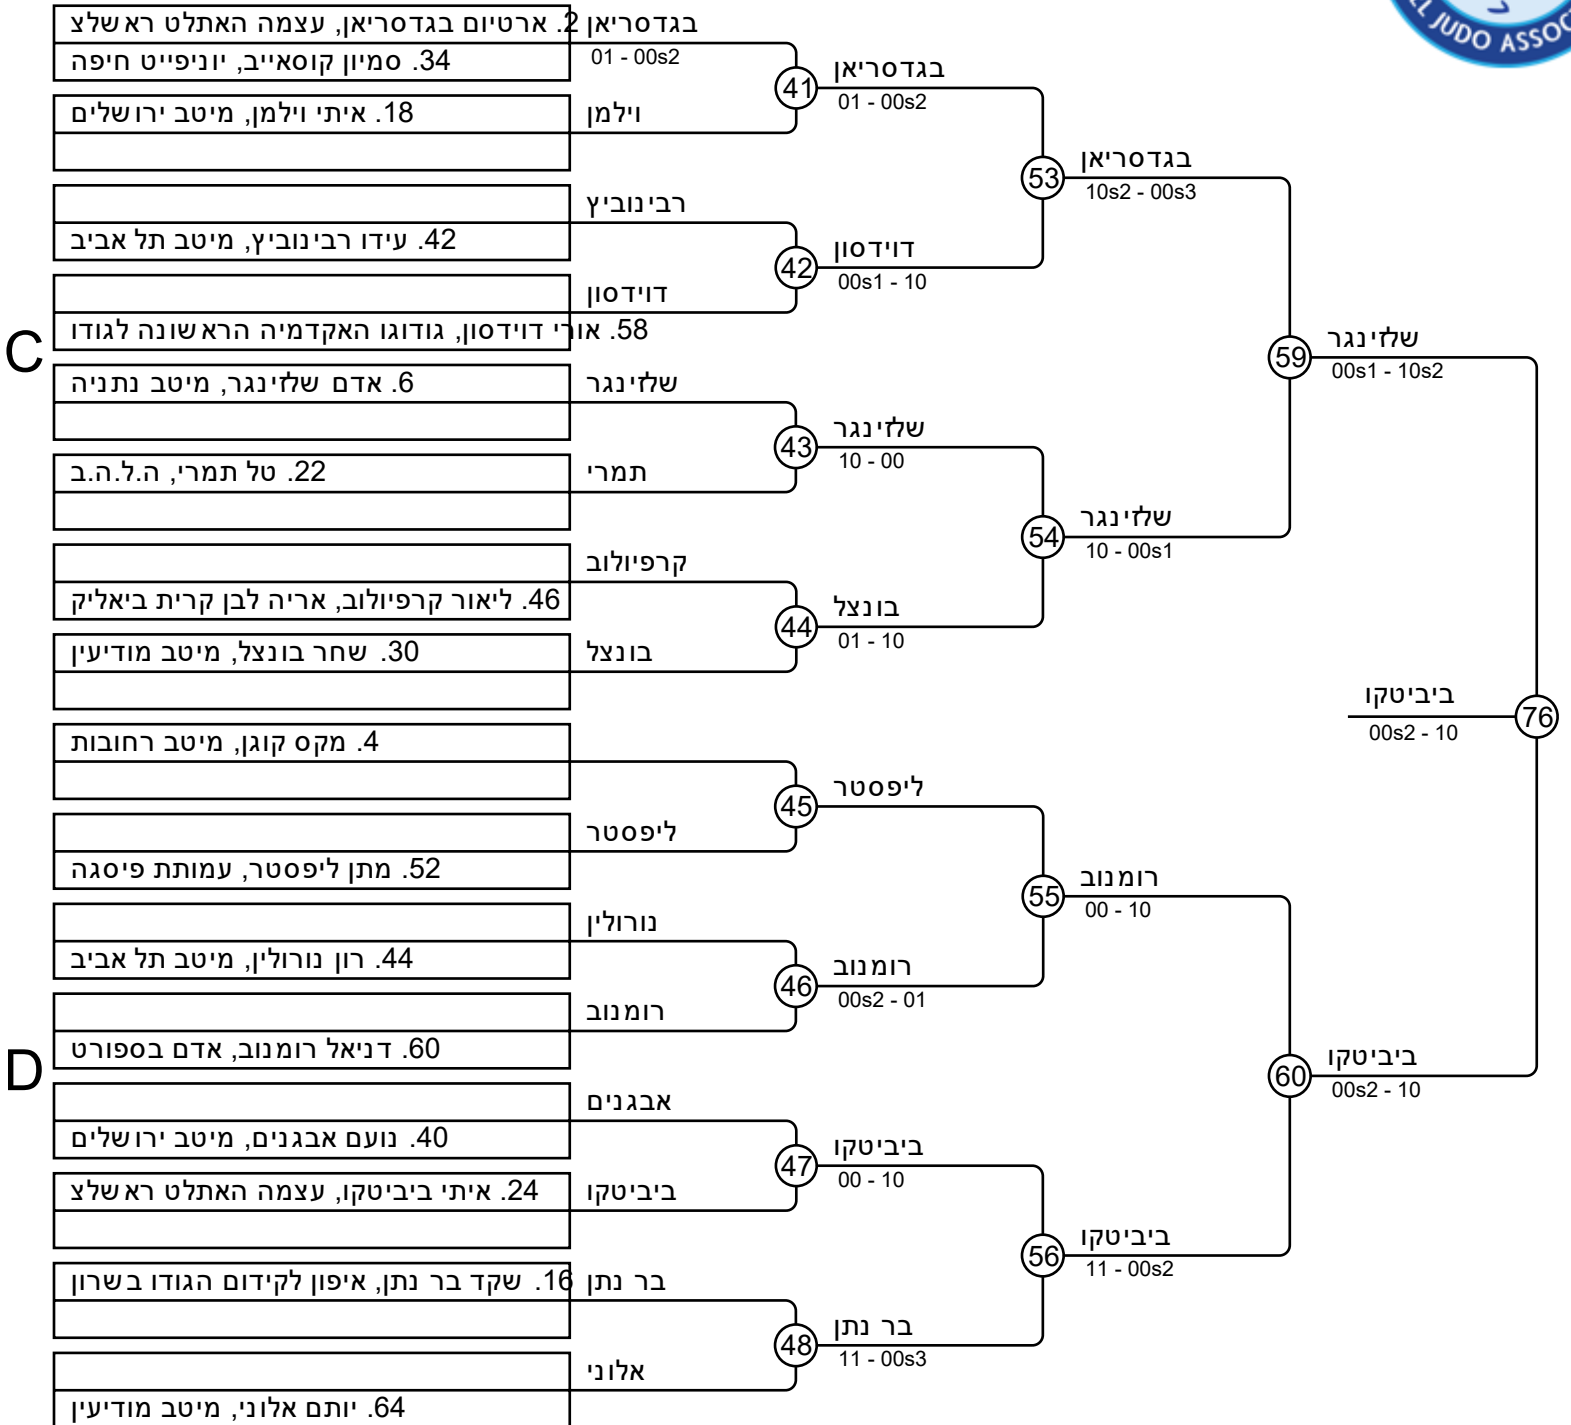 2. ארטיום בגדסריאן, עצמה האתלט ראשלצ
34. סמיון קוסאייב, יוניפייט חיפה
בגדסריאן
01 - 00s2
18. איתי וילמן, מיטב ירושלים
וילמן
41
בגדסריאן
01 - 00s2
רבינוביץ
42. עידו רבינוביץ, מיטב תל אביב
דוידסון
58. אורי דוידסון, גודוגו האקדמיה הראשונה לגודו
42
דוידסון
00s1 - 10
53
בגדסריאן
10s2 - 00s3
C
6. אדם שלזינגר, מיטב נתניה
שלזינגר
22. טל תמרי, ה.ל.ה.ב
תמרי
43
שלזינגר
10 - 00
קרפיולוב
46. ליאור קרפיולוב, אריה לבן קרית ביאליק
30. שחר בונצל, מיטב מודיעין
בונצל
44
בונצל
01 - 10
54
שלזינגר
10 - 00s1
59
שלזינגר
00s1 - 10s2
4. מקס קוגן, מיטב רחובות
ליפסטר
52. מתן ליפסטר, עמותת פיסגה
45
ליפסטר
נורולין
44. רון נורולין, מיטב תל אביב
רומנוב
60. דניאל רומנוב, אדם בספורט
46
רומנוב
00s2 - 01
55
רומנוב
00 - 10
D
אבגנים
40. נועם אבגנים, מיטב ירושלים
24. איתי ביביטקו, עצמה האתלט ראשלצ
ביביטקו
47
ביביטקו
00 - 10
16. שקד בר נתן, איפון לקידום הגודו בשרון
בר נתן
אלוני
64. יותם אלוני, מיטב מודיעין
48
בר נתן
11 - 00s3
56
ביביטקו
11 - 00s2
60
ביביטקו
00s2 - 10
76
ביביטקו
00s2 - 10
JUDO